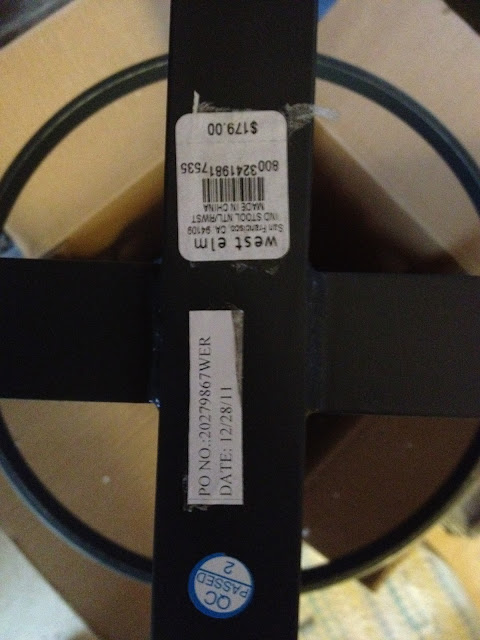 west elm
San Francisco, CA 94109
IND STOOL NTL/RWST
MADE IN CHINA
80032419817535
$179.00
PO NO.:20279867WER
DATE: 12/28/11
QC
PASSED
2